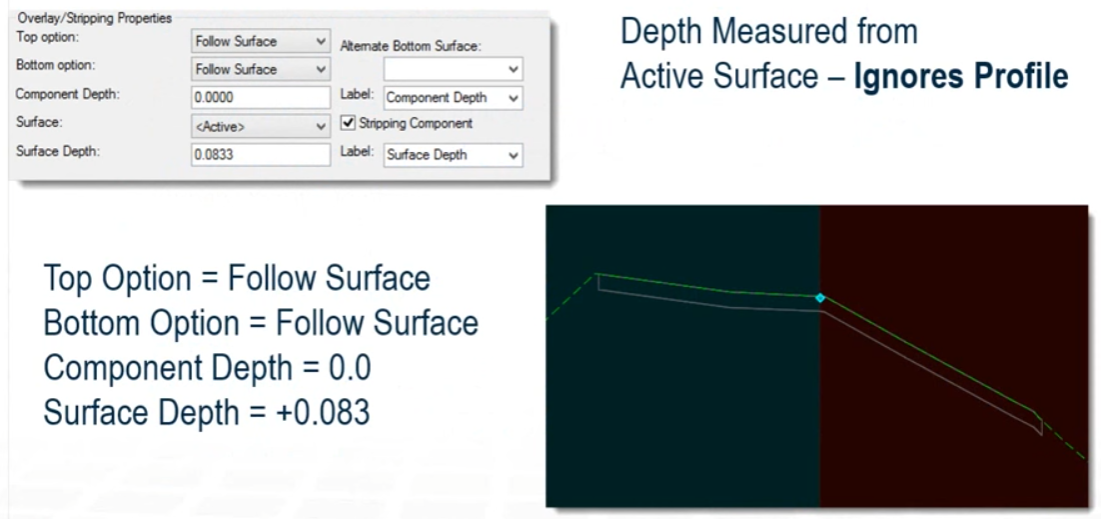 Overlay/Stripping Properties
Top option: Follow Surface Alternate Bottom Surface:
Bottom option: Follow Surface
Component Depth: 0.0000 Label: Component Depth
Surface: <Active> Stripping Component
Surface Depth: 0.0833 Label: Surface Depth
Depth Measured from
Active Surface – Ignores Profile
Top Option = Follow Surface
Bottom Option = Follow Surface
Component Depth = 0.0
Surface Depth = +0.083